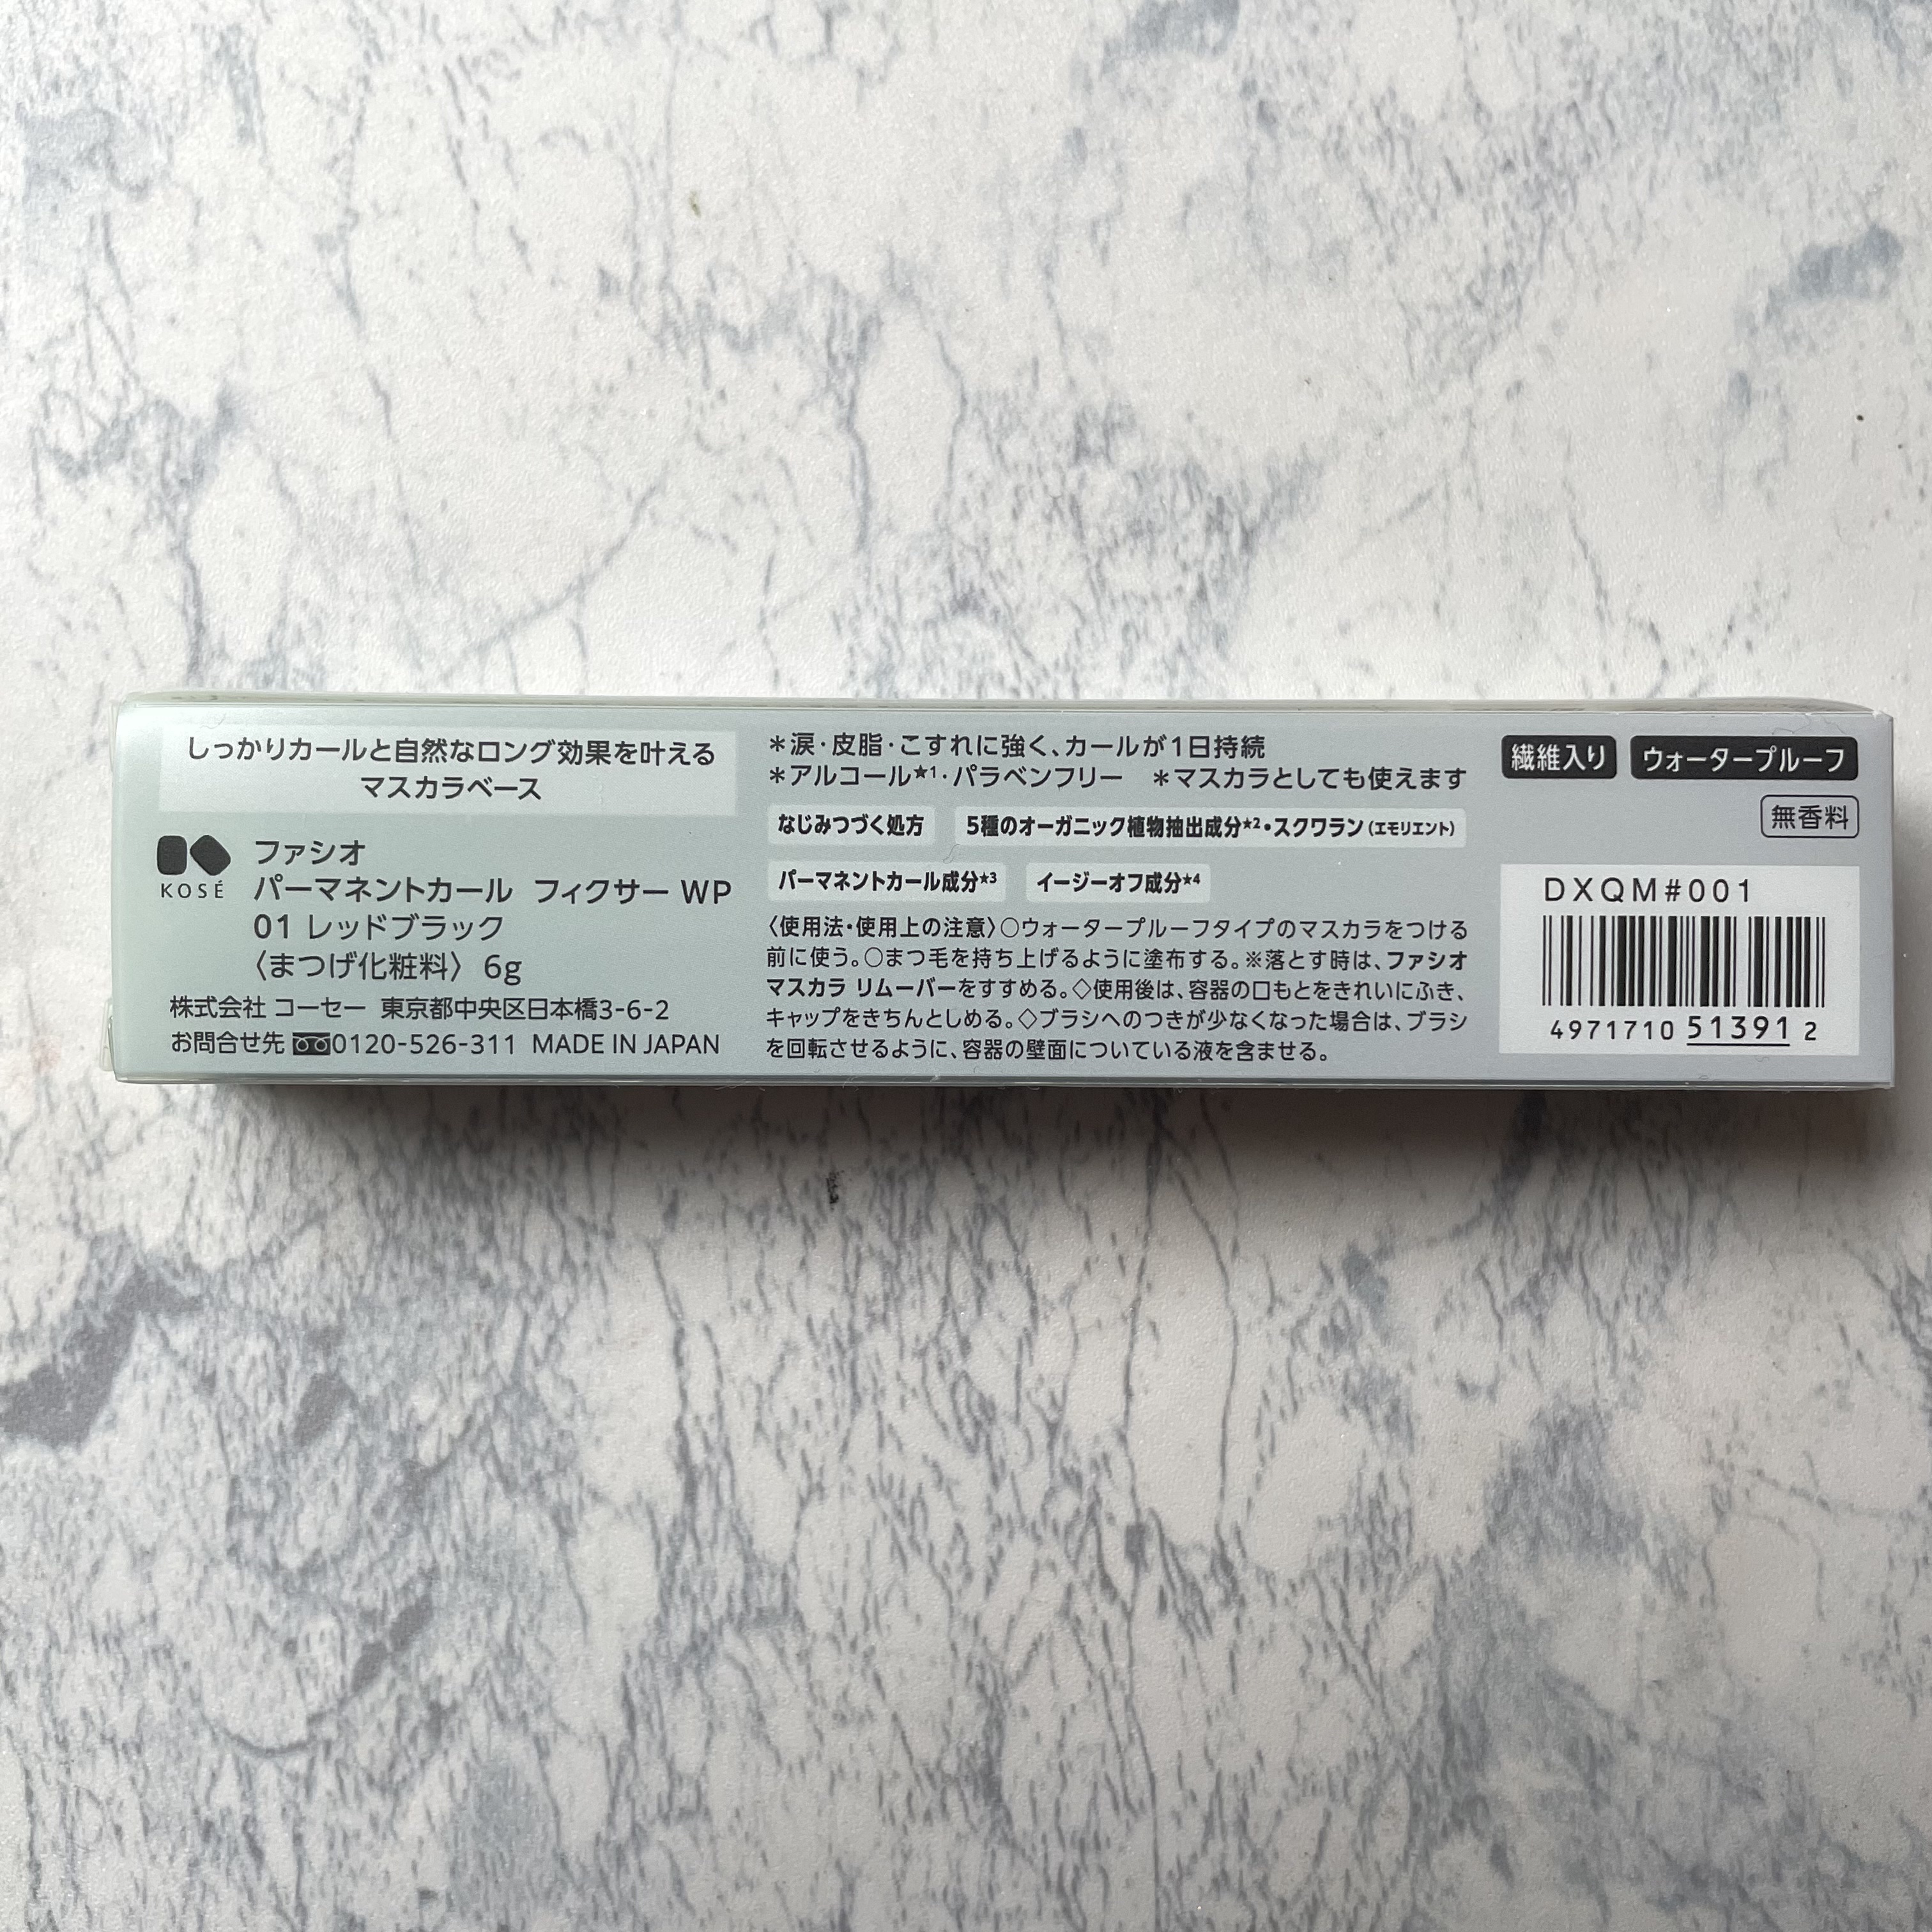 しっかりカールと自然なロング効果を叶える
マスカラベース
KOSÉ
ファシオ
パーマネントカール フィクサー WP
01 レッドブラック
〈まつげ化粧料〉 6g
株式会社 コーセー 東京都中央区日本橋3-6-2
お問合せ先 0120-526-311 MADE IN JAPAN
＊涙・皮脂・こすれに強く、カールが1日持続
＊アルコール★1・パラベンフリー ＊マスカラとしても使えます
なじみつづく処方 5種のオーガニック植物抽出成分★2・スクワラン（エモリエント）
パーマネントカール成分★3 イージーオフ成分★4
〈使用法・使用上の注意〉○ウォータープルーフタイプのマスカラをつける
前に使う。○まつ毛を持ち上げるように塗布する。※落とす時は、ファシオ
マスカラ リムーバーをすすめる。◇使用後は、容器の口もとをきれいにふき、
キャップをきちんとしめる。◇ブラシへのつきが少なくなった場合は、ブラシ
を回転させるように、容器の壁面についている液を含ませる。
繊維入り ウォータープルーフ
無香料
DXQM#001
4971710 51391 2